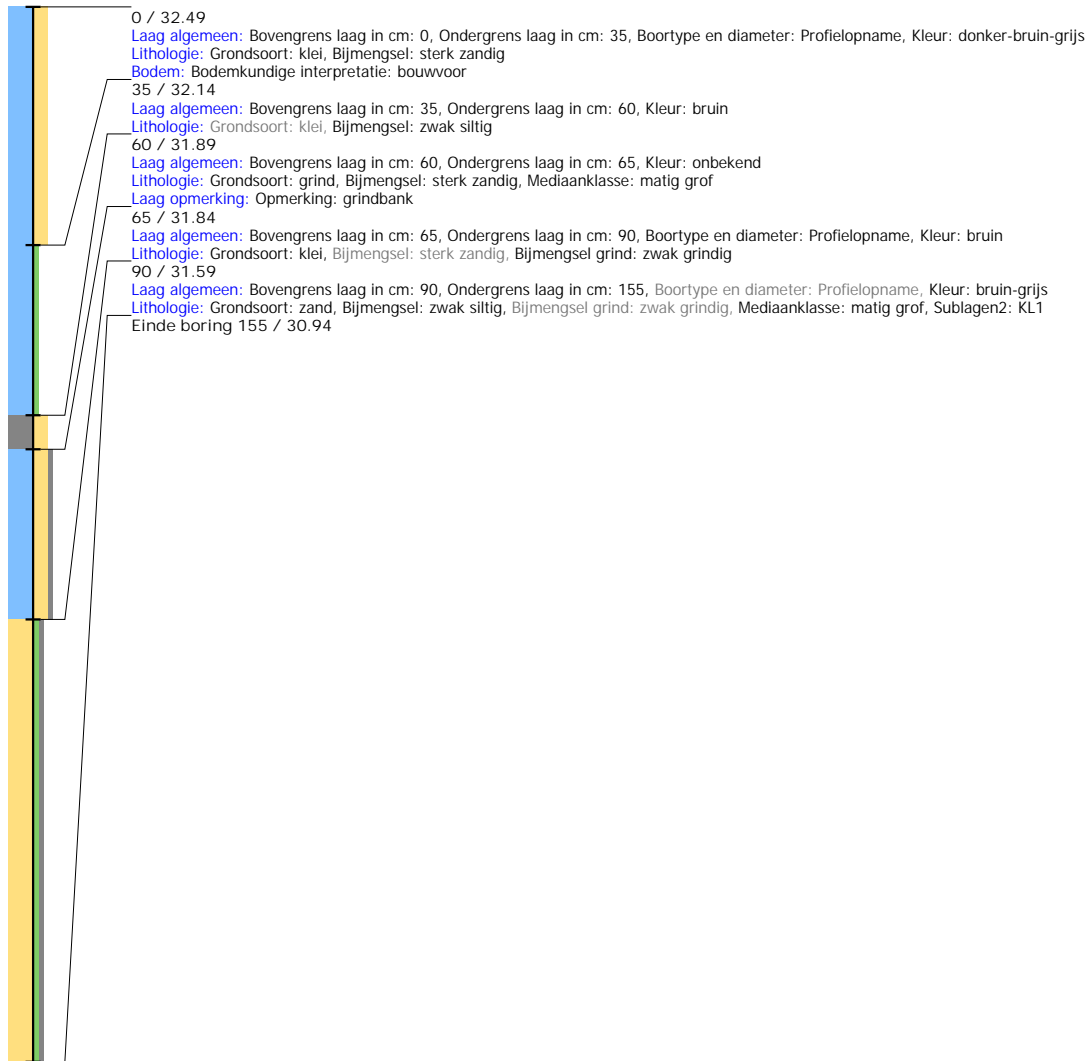 0 / 32.49
Laag algemeen: Bovengrens laag in cm: 0, Ondergrens laag in cm: 35, Boortype en diameter: Profielopname, Kleur: donker-bruin-grijs
Lithologie: Grondsoort: klei, Bijmengsel: sterk zandig
Bodem: Bodemkundige interpretatie: bouwvoor
35 / 32.14
Laag algemeen: Bovengrens laag in cm: 35, Ondergrens laag in cm: 60, Kleur: bruin
Lithologie: Grondsoort: klei, Bijmengsel: zwak siltig
60 / 31.89
Laag algemeen: Bovengrens laag in cm: 60, Ondergrens laag in cm: 65, Kleur: onbekend
Lithologie: Grondsoort: grind, Bijmengsel: sterk zandig, Mediaanklasse: matig grof
Laag opmerking: Opmerking: grindbank
65 / 31.84
Laag algemeen: Bovengrens laag in cm: 65, Ondergrens laag in cm: 90, Boortype en diameter: Profielopname, Kleur: bruin
Lithologie: Grondsoort: klei, Bijmengsel: sterk zandig, Bijmengsel grind: zwak grindig
90 / 31.59
Laag algemeen: Bovengrens laag in cm: 90, Ondergrens laag in cm: 155, Boortype en diameter: Profielopname, Kleur: bruin-grijs
Lithologie: Grondsoort: zand, Bijmengsel: zwak siltig, Bijmengsel grind: zwak grindig, Mediaanklasse: matig grof, Sublagen2: KL1
Einde boring 155 / 30.94